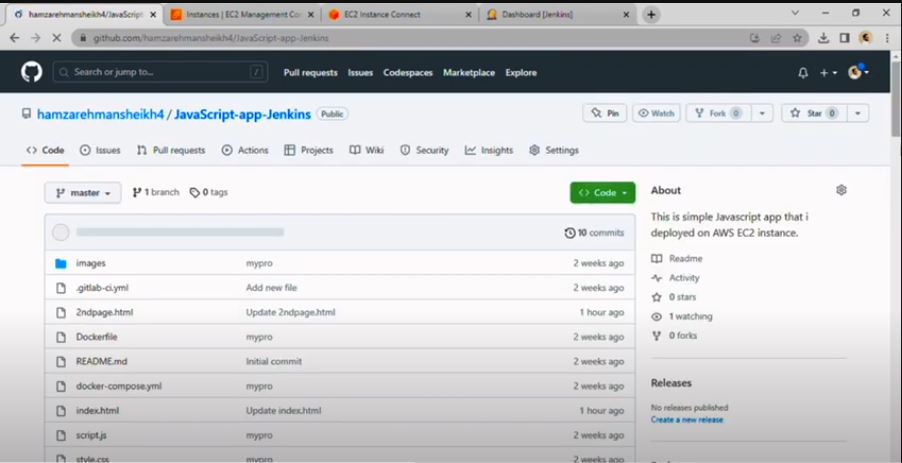 hamzarehmansheikh4/JavaScript
Instances | EC2 Management Co
EC2 Instance Connect
Dashboard [Jenkins]
github.com/hamzarehmansheikh4/JavaScript-app-Jenkins
Search or jump to... /
Pull requests Issues Codespaces Marketplace Explore
hamzarehmansheikh4 / JavaScript-app-Jenkins Public
Pin Watch Fork 0 Star 0
Code Issues Pull requests Actions Projects Wiki Security Insights Settings
master 1 branch 0 tags Code
10 commits
images mypro 2 weeks ago
.gitlab-ci.yml Add new file 2 weeks ago
2ndpage.html Update 2ndpage.html 1 hour ago
Dockerfile mypro 2 weeks ago
README.md Initial commit 2 weeks ago
docker-compose.yml mypro 2 weeks ago
index.html Update index.html 1 hour ago
script.js mypro 2 weeks ago
style.css mypro 2 weeks ago
About
This is simple Javascript app that i
deployed on AWS EC2 instance.
Readme
Activity
0 stars
1 watching
0 forks
Releases
No releases published
Create a new release